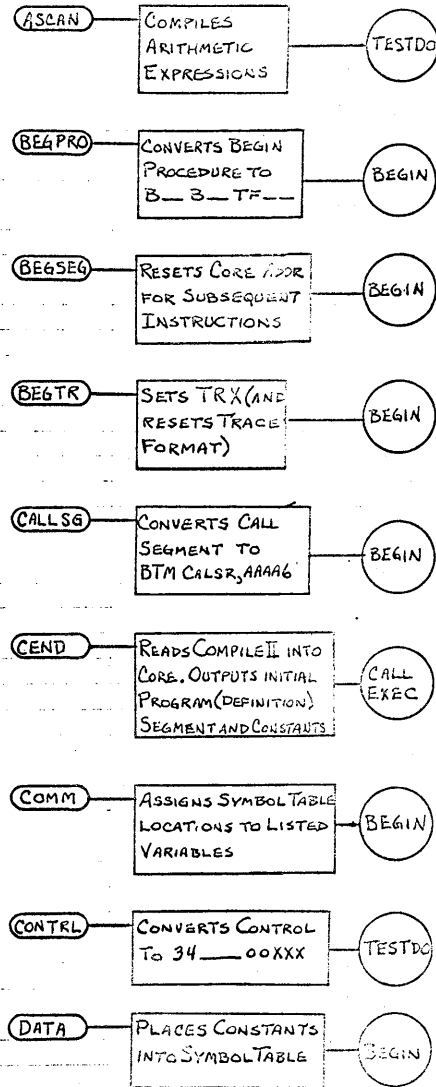 ASCAN
COMPILES
ARITHMETIC
EXPRESSIONS
TESTDO
BEGPRO
CONVERTS BEGIN
PROCEDURE TO
B__ B__ TF__
BEGIN
BEGSEG
RESETS CORE ADDR
FOR SUBSEQUENT
INSTRUCTIONS
BEGIN
BEGTR
SETS TRX (AND
RESETS TRACE
FORMAT)
BEGIN
CALLSG
CONVERTS CALL
SEGMENT TO
BTM CALSR, AAAA6
BEGIN
CEND
READS COMPILE II INTO
CORE. OUTPUTS INITIAL
PROGRAM (DEFINITION)
SEGMENT AND CONSTANTS
CALL
EXEC
COMM
ASSIGNS SYMBOL TABLE
LOCATIONS TO LISTED
VARIABLES
BEGIN
CONTRL
CONVERTS CONTROL
TO 34____00XXX
TESTDO
DATA
PLACES CONSTANTS
INTO SYMBOL TABLE
BEGIN